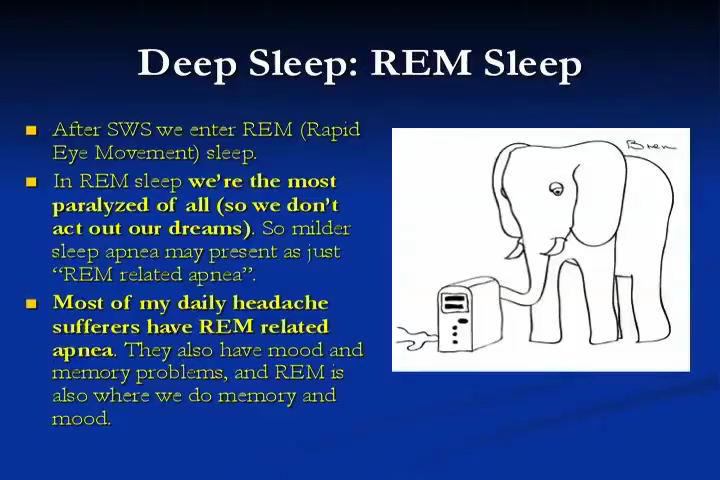 Deep Sleep: REM Sleep
After SWS we enter REM (Rapid
Eye Movement) sleep.
In REM sleep we're the most
paralyzed of all (so we don't
act out our dreams). So milder
sleep apnea may present as just
“REM related apnea”.
Most of my daily headache
sufferers have REM related
apnea. They also have mood and
memory problems, and REM is
also where we do memory and
mood.
Bren